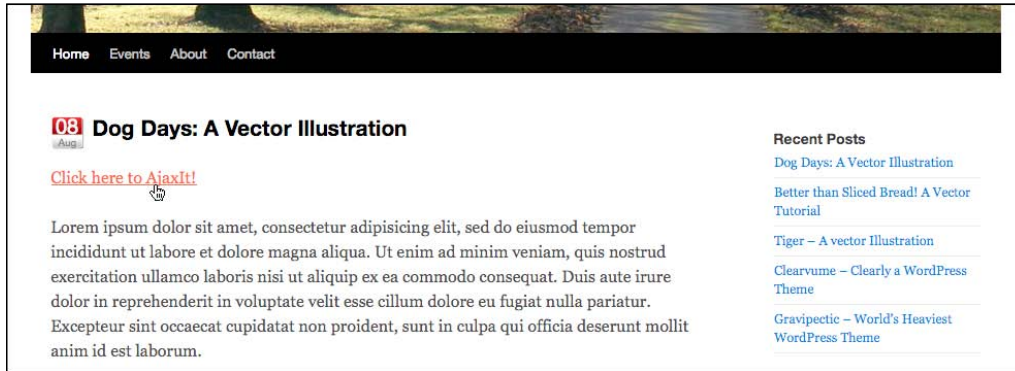 Home Events About Contact
08
Aug
Dog Days: A Vector Illustration
Click here to AjaxIt!
Lorem ipsum dolor sit amet, consectetur adipisicing elit, sed do eiusmod tempor
incididunt ut labore et dolore magna aliqua. Ut enim ad minim veniam, quis nostrud
exercitation ullamco laboris nisi ut aliquip ex ea commodo consequat. Duis aute irure
dolor in reprehenderit in voluptate velit esse cillum dolore eu fugiat nulla pariatur.
Excepteur sint occaecat cupidatat non proident, sunt in culpa qui officia deserunt mollit
anim id est laborum.
Recent Posts
Dog Days: A Vector Illustration
Better than Sliced Bread! A Vector
Tutorial
Tiger – A vector Illustration
Clearvume – Clearly a WordPress
Theme
Gravipectic – World's Heaviest
WordPress Theme